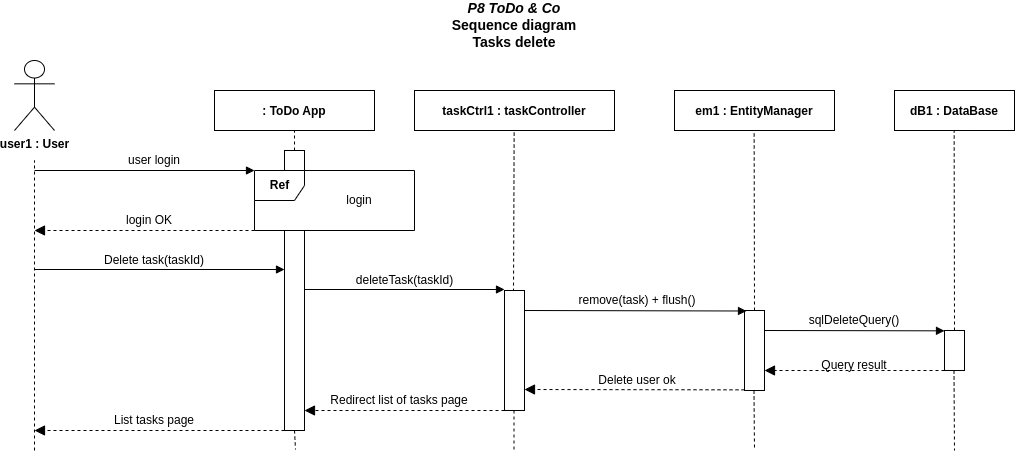 P8 ToDo & Co
Sequence diagram
Tasks delete
user1 : User
: ToDo App
taskCtrl1 : taskController
em1 : EntityManager
dB1 : DataBase
user login
Ref
login
login OK
Delete task(taskId)
deleteTask(taskId)
remove(task) + flush()
sqlDeleteQuery()
Query result
Delete user ok
Redirect list of tasks page
List tasks page